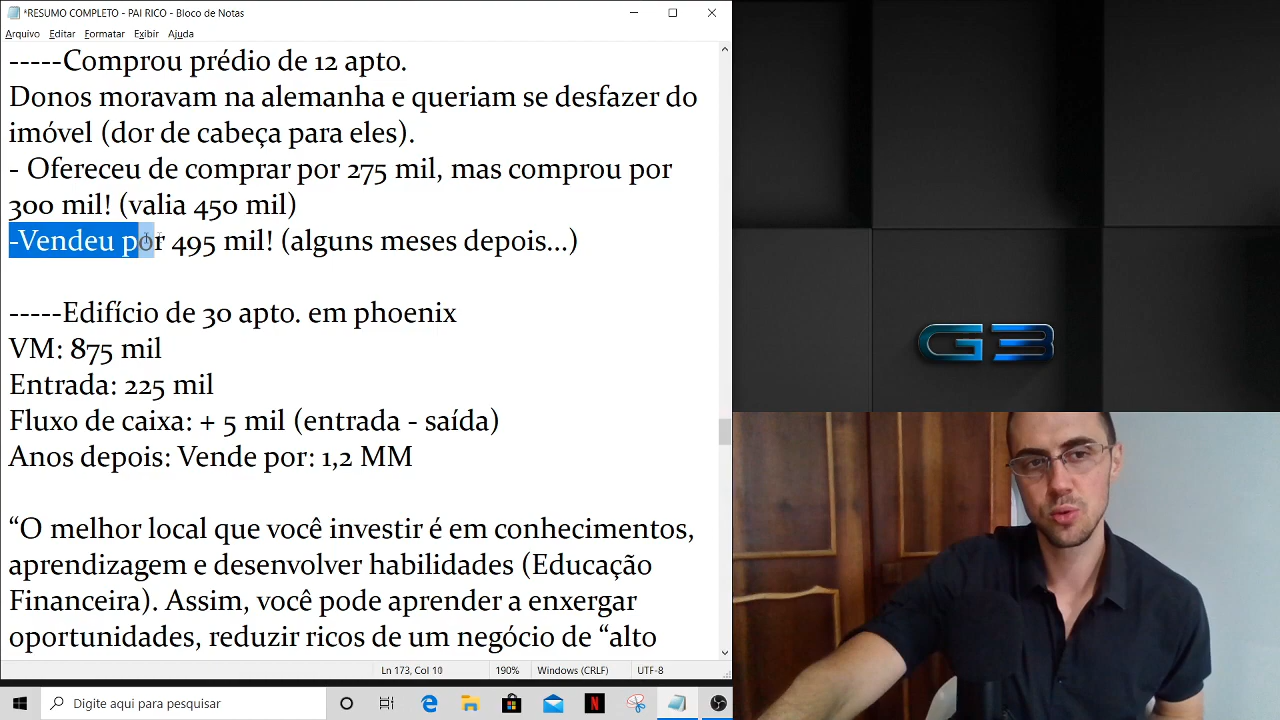 *RESUMO COMPLETO - PAI RICO - Bloco de Notas
Arquivo Editar Formatar Exibir Ajuda
-----Comprou prédio de 12 apto.
Donos moravam na alemanha e queriam se desfazer do
imóvel (dor de cabeça para eles).
- Ofereceu de comprar por 275 mil, mas comprou por
300 mil! (valia 450 mil)
-Vendeu por 495 mil! (alguns meses depois...)
-----Edifício de 30 apto. em phoenix
VM: 875 mil
Entrada: 225 mil
Fluxo de caixa: + 5 mil (entrada - saída)
Anos depois: Vende por: 1,2 MM
“O melhor local que você investir é em conhecimentos,
aprendizagem e desenvolver habilidades (Educação
Financeira). Assim, você pode aprender a enxergar
oportunidades, reduzir ricos de um negócio de “alto
Ln 173, Col 10 190% Windows (CRLF) UTF-8
Digite aqui para pesquisar
N
G3